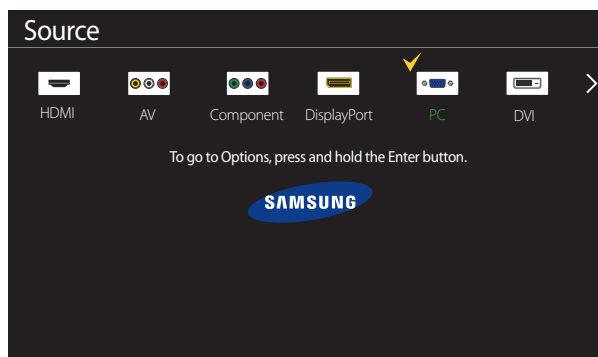 Source
HDMI AV Component DisplayPort PC DVI
To go to Options, press and hold the Enter button.
SAMSUNG